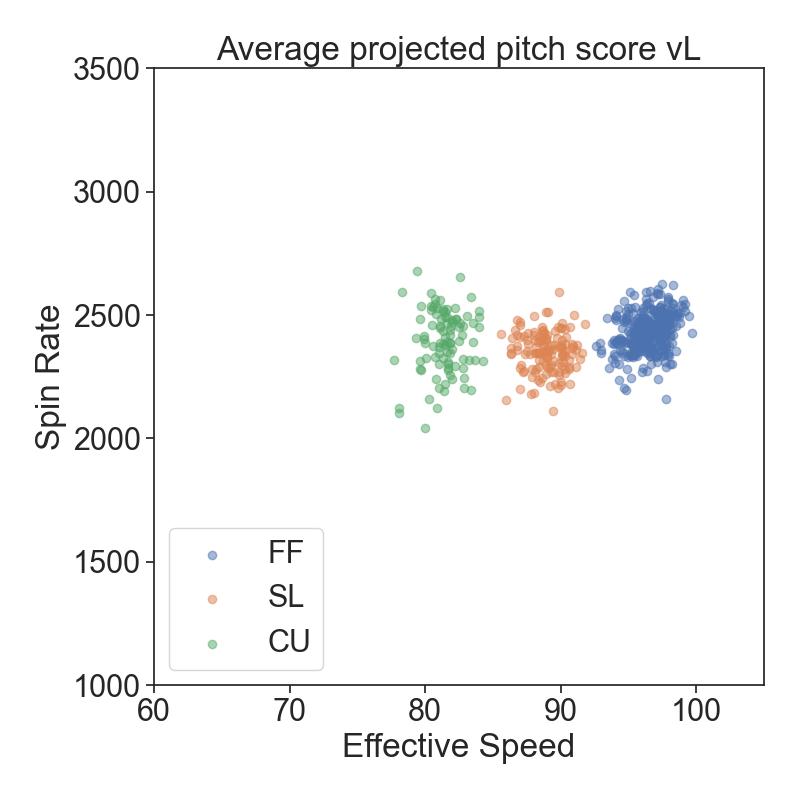 Average projected pitch score vL
3500
3000
2500
2000
1500
1000
Spin Rate
FF
SL
CU
60 70 80 90 100
Effective Speed